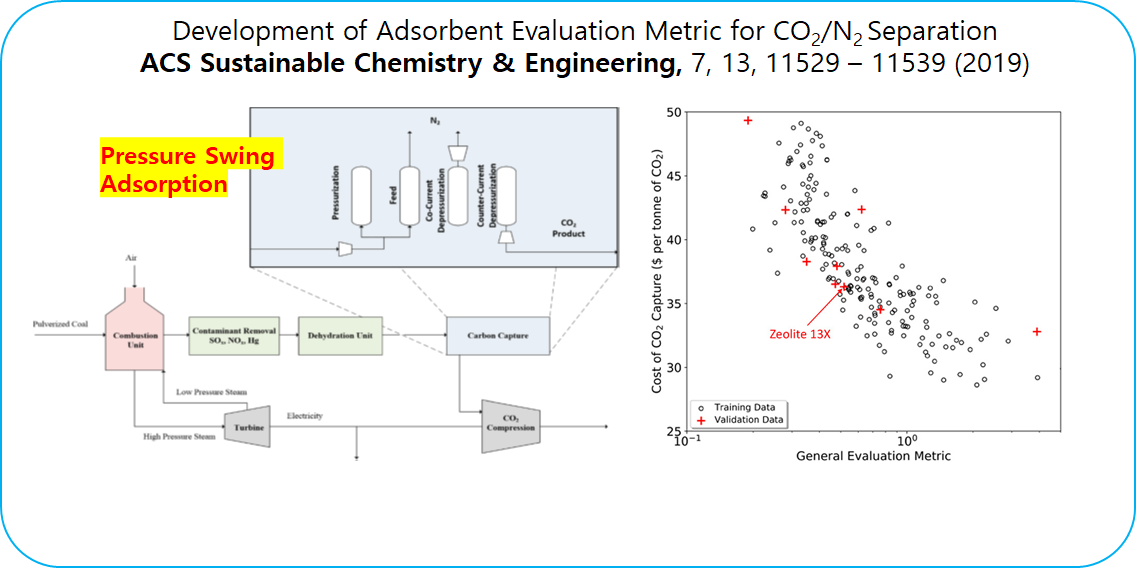 Development of Adsorbent Evaluation Metric for CO₂/N₂ Separation
ACS Sustainable Chemistry & Engineering, 7, 13, 11529 – 11539 (2019)
Pressure Swing
Adsorption
N₂
Pressurization
Feed
Co-Current
Depressurization
Counter-Current
Depressurization
CO₂
Product
Air
Pulverized Coal
Combustion
Unit
Contaminant Removal
SOₓ, NOₓ, Hg
Dehydration Unit
Carbon Capture
Low Pressure Steam
High Pressure Steam
Turbine
Electricity
CO₂
Compression
Cost of CO₂ Capture ($ per tonne of CO₂)
50
45
40
35
30
25
Zeolite 13X
Training Data
Validation Data
10⁻¹
10⁰
General Evaluation Metric